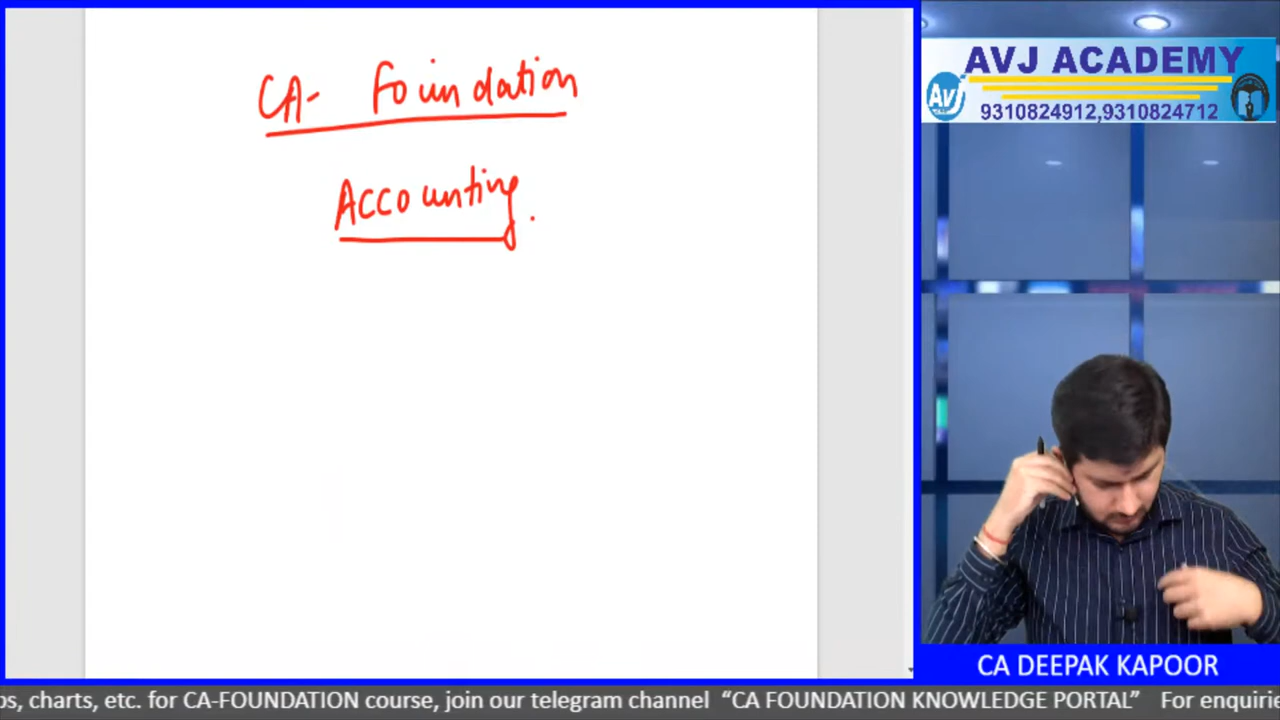 CA- Foundation
Accounting.
AVJ ACADEMY
AVJ
9310824912,9310824712
CA DEEPAK KAPOOR
s, charts, etc. for CA-FOUNDATION course, join our telegram channel “CA FOUNDATION KNOWLEDGE PORTAL” For enquirie